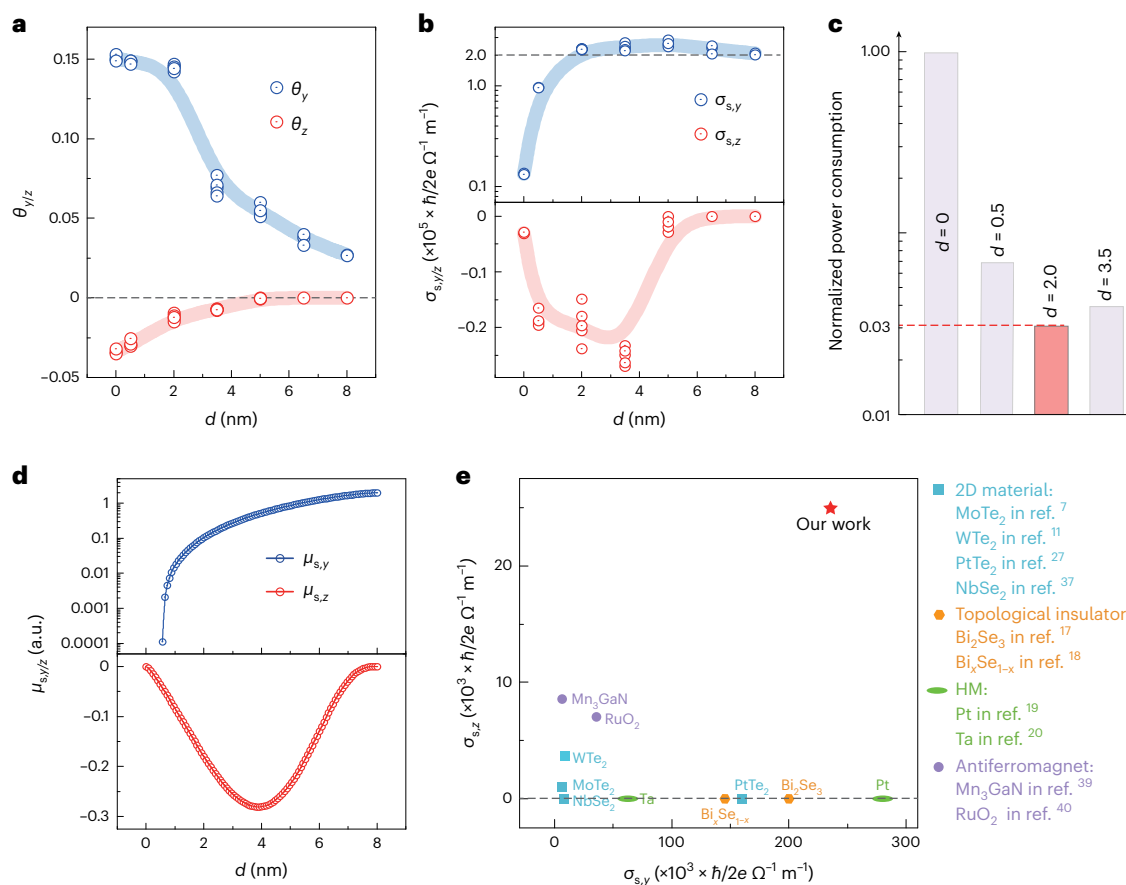 a
0.15
0.10
0.05
0
−0.05
θy/z
θy
θz
0 2 4 6 8
d (nm)
b
2.0
1.0
0.1
0
−0.1
−0.2
σs,y/z (×10⁵ × ℏ/2e Ω⁻¹ m⁻¹)
σs,y
σs,z
0 2 4 6 8
d (nm)
c
1.00
0.03
0.01
Normalized power consumption
d = 0
d = 0.5
d = 2.0
d = 3.5
d
1
0.1
0.01
0.001
0.0001
0
−0.1
−0.2
−0.3
μs,y/z (a.u.)
μs,y
μs,z
0 2 4 6 8
d (nm)
e
20
10
0
σs,z (×10³ × ℏ/2e Ω⁻¹ m⁻¹)
Our work
Mn₃GaN
RuO₂
WTe₂
MoTe₂
NbSe₂
Ta
PtTe₂
Bi₂Se₃
Pt
BixSe1−x
0 100 200 300
σs,y (×10³ × ℏ/2e Ω⁻¹ m⁻¹)
2D material:
MoTe₂ in ref. ⁷
WTe₂ in ref. ¹¹
PtTe₂ in ref. ²⁷
NbSe₂ in ref. ³⁷
Topological insulator
Bi₂Se₃ in ref. ¹⁷
BixSe1−x in ref. ¹⁸
HM:
Pt in ref. ¹⁹
Ta in ref. ²⁰
Antiferromagnet:
Mn₃GaN in ref. ³⁹
RuO₂ in ref. ⁴⁰